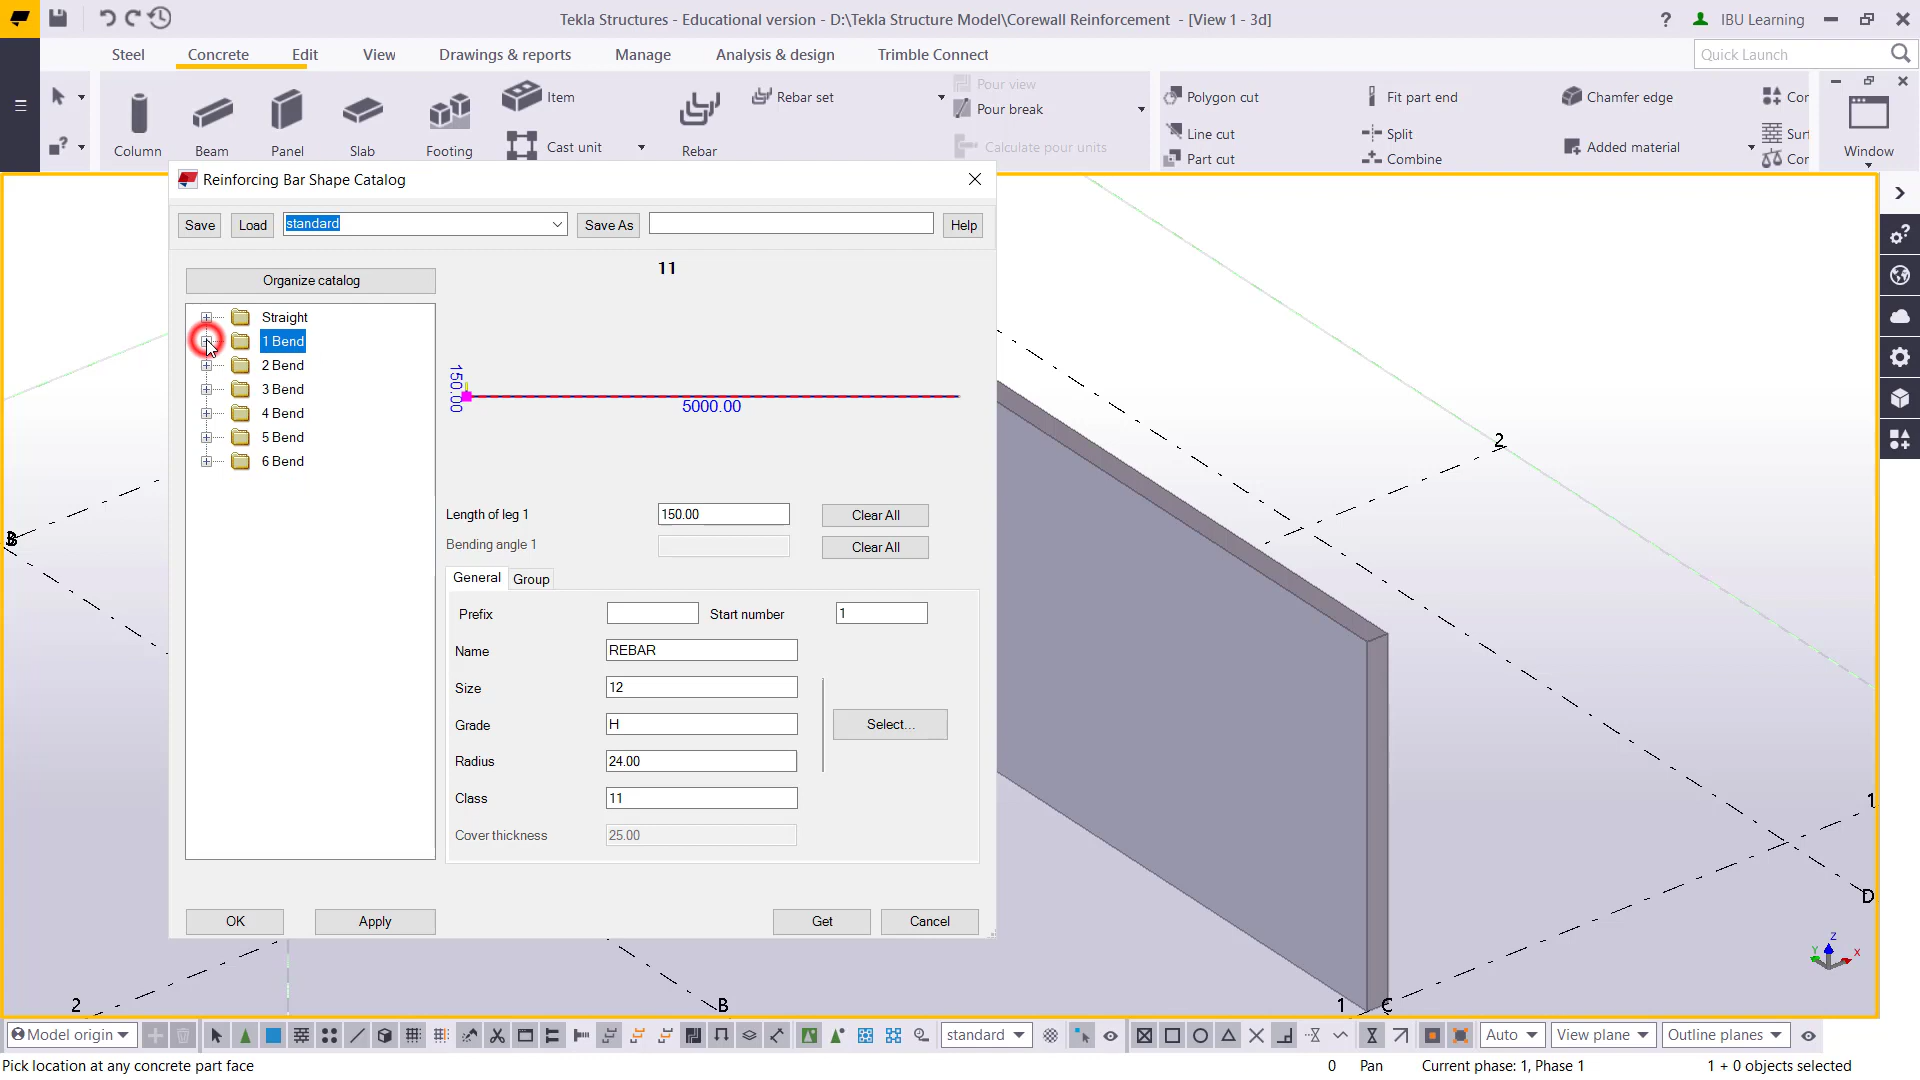 Tekla Structures - Educational version - D:\Tekla Structure Model\Corewall Reinforcement - [View 1 - 3d]
? IBU Learning
Steel Concrete Edit View Drawings & reports Manage Analysis & design Trimble Connect
Quick Launch
Column Beam Panel Slab Footing
Item
Cast unit
Rebar
Rebar set
Pour view
Pour break
Calculate pour units
Polygon cut
Line cut
Part cut
Fit part end
Split
Combine
Chamfer edge
Added material
Cor
Surf
Cor
Window
Reinforcing Bar Shape Catalog
Save Load standard Save As Help
Organize catalog
11
Straight
1 Bend
2 Bend
3 Bend
4 Bend
5 Bend
6 Bend
150.00
5000.00
Length of leg 1 150.00 Clear All
Bending angle 1 Clear All
General Group
Prefix Start number 1
Name REBAR
Size 12
Grade H
Select...
Radius 24.00
Class 11
Cover thickness 25.00
OK Apply Get Cancel
2
1
D
Z
Y
X
2
B
1
C
Model origin standard Auto View plane Outline planes
Pick location at any concrete part face 0 Pan Current phase: 1, Phase 1 1 + 0 objects selected